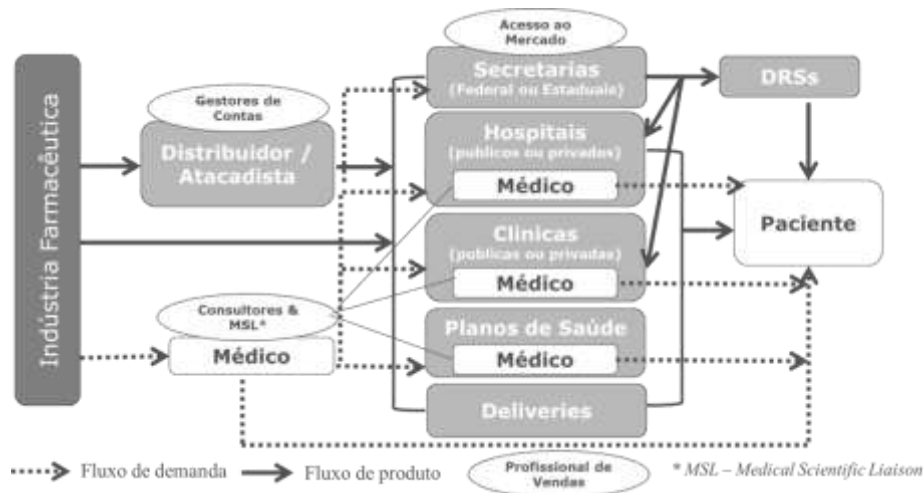 Acesso ao
Mercado
Secretarias
(Federal ou Estaduais)
DRSs
Gestores de
Contas
Distribuidor /
Atacadista
Hospitais
(publicos ou privados)
Médico
Indústria Farmacêutica
Paciente
Clinicas
(publicas ou privadas)
Médico
Consultores &
MSL*
Médico
Planos de Saúde
Médico
Deliveries
Fluxo de demanda
Fluxo de produto
Profissional de
Vendas
* MSL – Medical Scientific Liaison